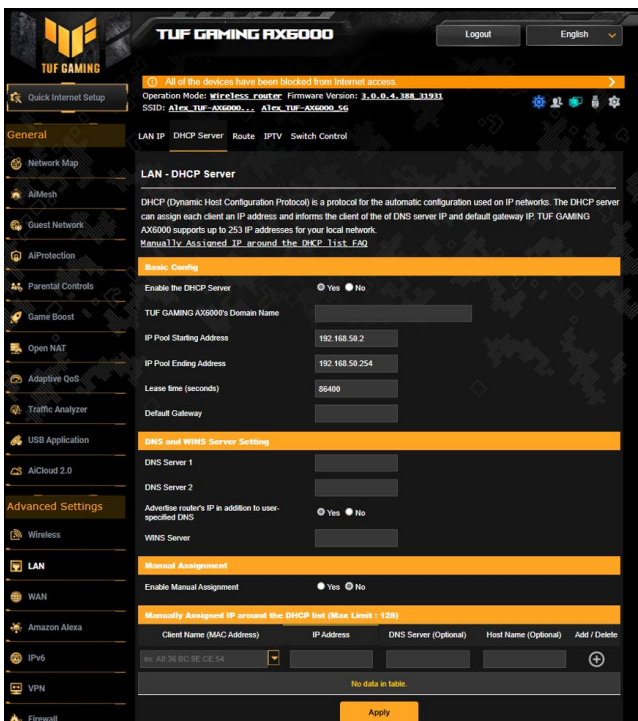 TUF GAMING
TUF GAMING AX6000
Logout
English
All of the devices have been blocked from Internet access.
Quick Internet Setup
Operation Mode: Wireless router Firmware Version: 3.0.0.4.388_31931
SSID: Alex_TUF-AX6000... Alex_TUF-AX6000_5G
General
LAN IP DHCP Server Route IPTV Switch Control
Network Map
AiMesh
Guest Network
AiProtection
Parental Controls
Game Boost
Open NAT
Adaptive QoS
Traffic Analyzer
USB Application
AiCloud 2.0
Advanced Settings
Wireless
LAN
WAN
Amazon Alexa
IPv6
VPN
Firewall
LAN - DHCP Server
DHCP (Dynamic Host Configuration Protocol) is a protocol for the automatic configuration used on IP networks. The DHCP server
can assign each client an IP address and informs the client of the of DNS server IP and default gateway IP. TUF GAMING
AX6000 supports up to 253 IP addresses for your local network.
Manually Assigned IP around the DHCP list FAQ
Basic Config
Enable the DHCP Server Yes No
TUF GAMING AX6000's Domain Name
IP Pool Starting Address 192.168.50.2
IP Pool Ending Address 192.168.50.254
Lease time (seconds) 86400
Default Gateway
DNS and WINS Server Setting
DNS Server 1
DNS Server 2
Advertise router's IP in addition to user-
specified DNS Yes No
WINS Server
Manual Assignment
Enable Manual Assignment Yes No
Manually Assigned IP around the DHCP list (Max Limit : 128)
Client Name (MAC Address) IP Address DNS Server (Optional) Host Name (Optional) Add / Delete
ex: A0:36:BC:9E:CE:54
No data in table.
Apply